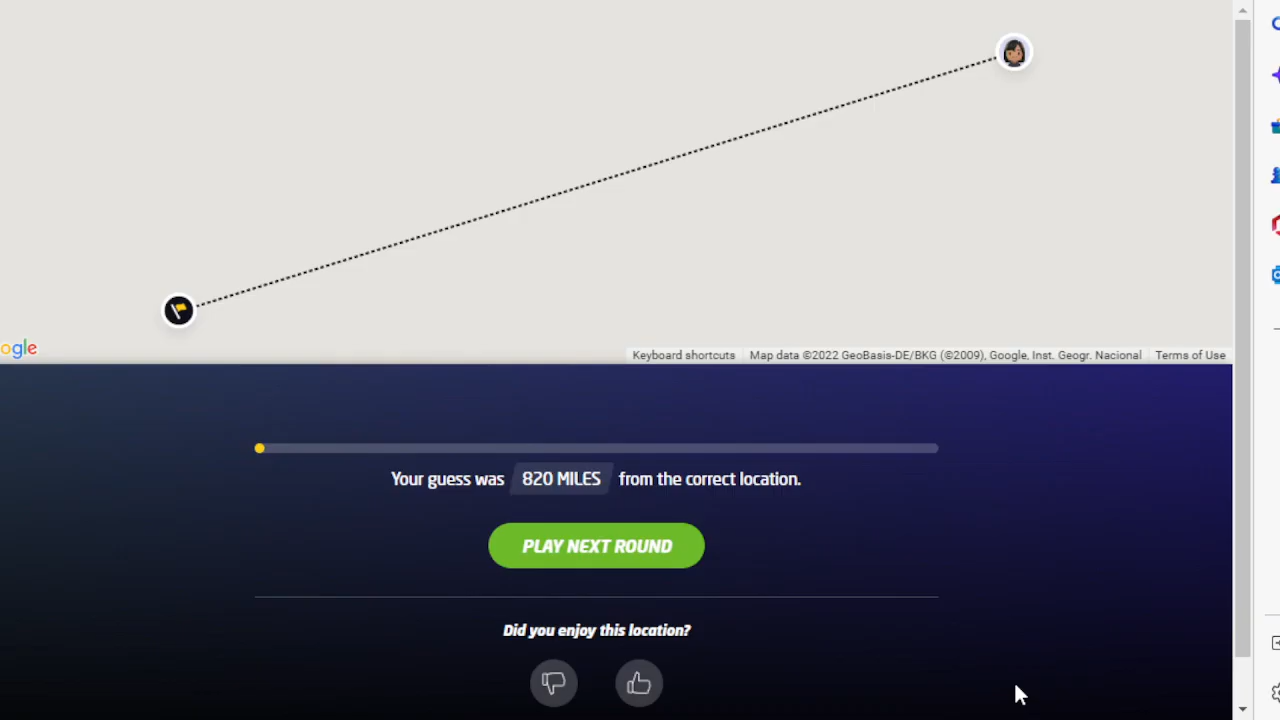 ogle
Keyboard shortcuts Map data ©2022 GeoBasis-DE/BKG (©2009), Google, Inst. Geogr. Nacional Terms of Use
Your guess was 820 MILES from the correct location.
PLAY NEXT ROUND
Did you enjoy this location?